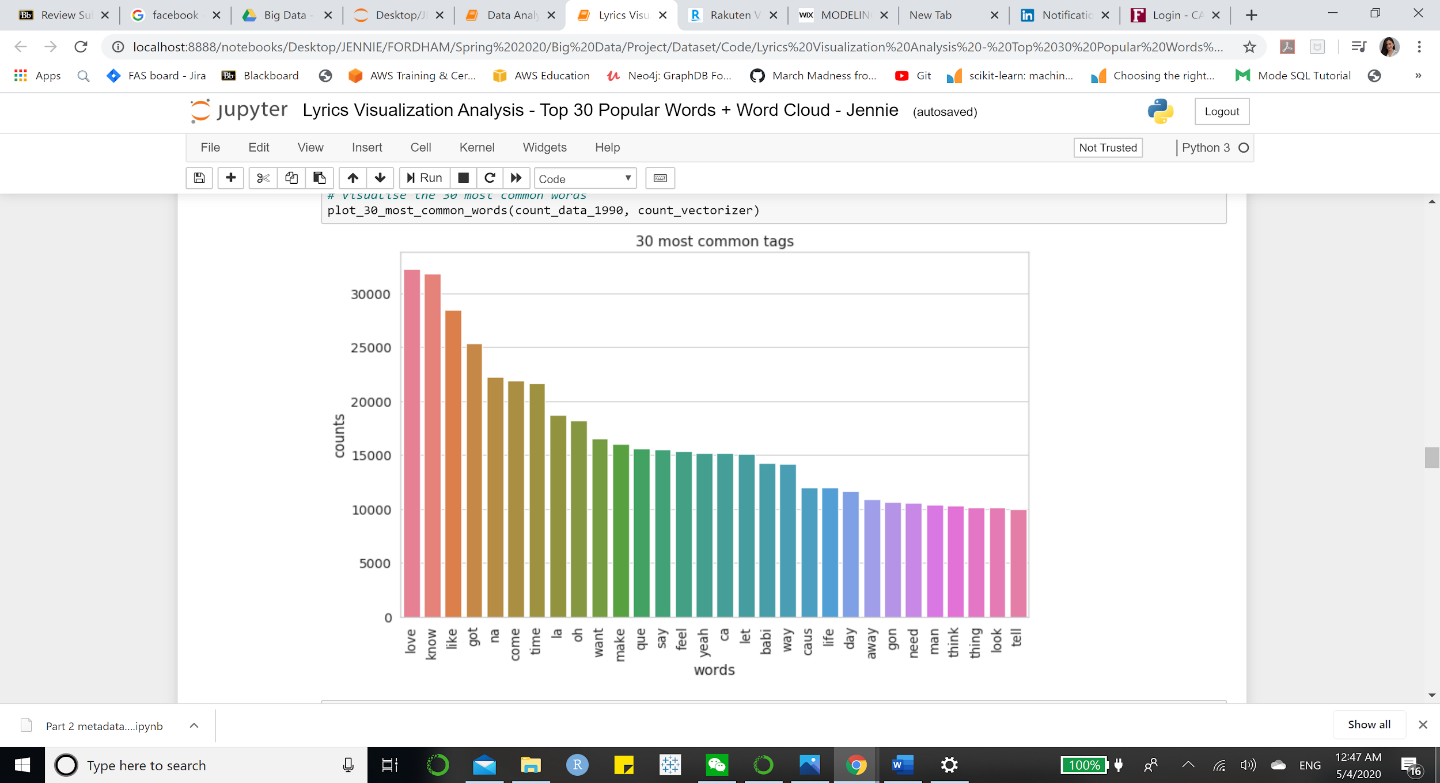 Review Su
facebook
Big Data
Desktop/JI
Data Analy
Lyrics Visu
Rakuten V
WIX MODELIN
New Tab
Notificatio
Login - CA
localhost:8888/notebooks/Desktop/JENNIE/FORDHAM/Spring%202020/Big%20Data/Project/Dataset/Code/Lyrics%20Visualization%20Analysis%20-%20Top%2030%20Popular%20Words%...
Apps
FAS board - Jira
Bb Blackboard
AWS Training & Cer...
AWS Education
Neo4j: GraphDB Fo...
March Madness fro...
Git
scikit-learn: machin...
Choosing the right...
Mode SQL Tutorial
»
jupyter Lyrics Visualization Analysis - Top 30 Popular Words + Word Cloud - Jennie (autosaved)
Logout
File Edit View Insert Cell Kernel Widgets Help
Not Trusted
Python 3
Run
Code
# visualise the 30 most common words
plot_30_most_common_words(count_data_1990, count_vectorizer)
30 most common tags
30000
25000
20000
15000
10000
5000
0
counts
love know like got na come time la oh want make que say feel yeah ca let babi way caus life day away gon need man think thing look tell
words
Part 2 metadata....ipynb
Show all
Type here to search
100%
ENG
12:47 AM
5/4/2020
16